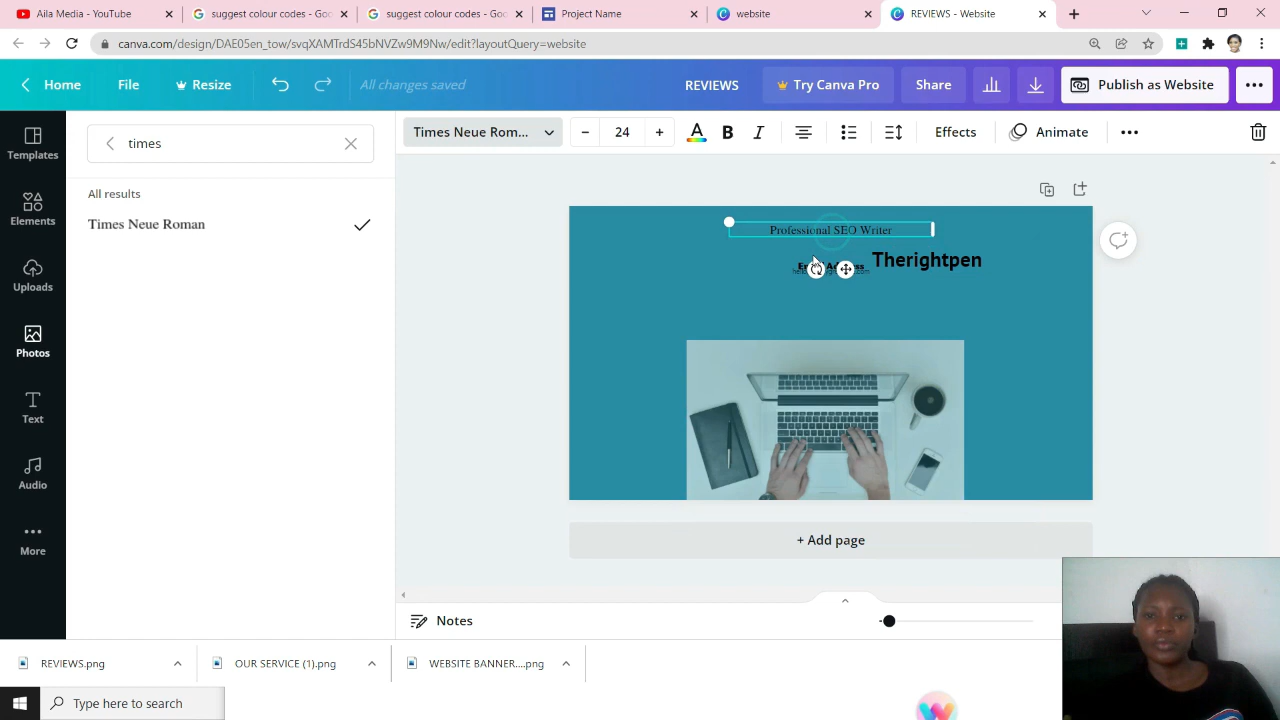 Aila Media - YouTube
suggest colour codes - Goo
suggest colour codes - Goo
Project Name
website
REVIEWS - Website
canva.com/design/DAE05en_tow/svqXAMTrdS45bNVZw9M9Nw/edit?layoutQuery=website
Home
File
Resize
All changes saved
REVIEWS
Try Canva Pro
Share
Publish as Website
Templates
Elements
Uploads
Photos
Text
Audio
More
times
All results
Times Neue Roman
Times Neue Rom...
24
A
B
I
Effects
Animate
Professional SEO Writer
Therightpen
+ Add page
Notes
REVIEWS.png
OUR SERVICE (1).png
WEBSITE BANNER....png
Type here to search